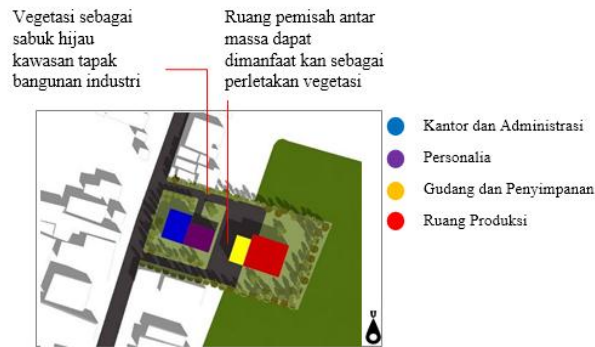 Vegetasi sebagai
sabuk hijau
kawasan tapak
bangunan industri
Ruang pemisah antar
massa dapat
dimanfaat kan sebagai
perletakan vegetasi
Kantor dan Administrasi
Personalia
Gudang dan Penyimpanan
Ruang Produksi
U